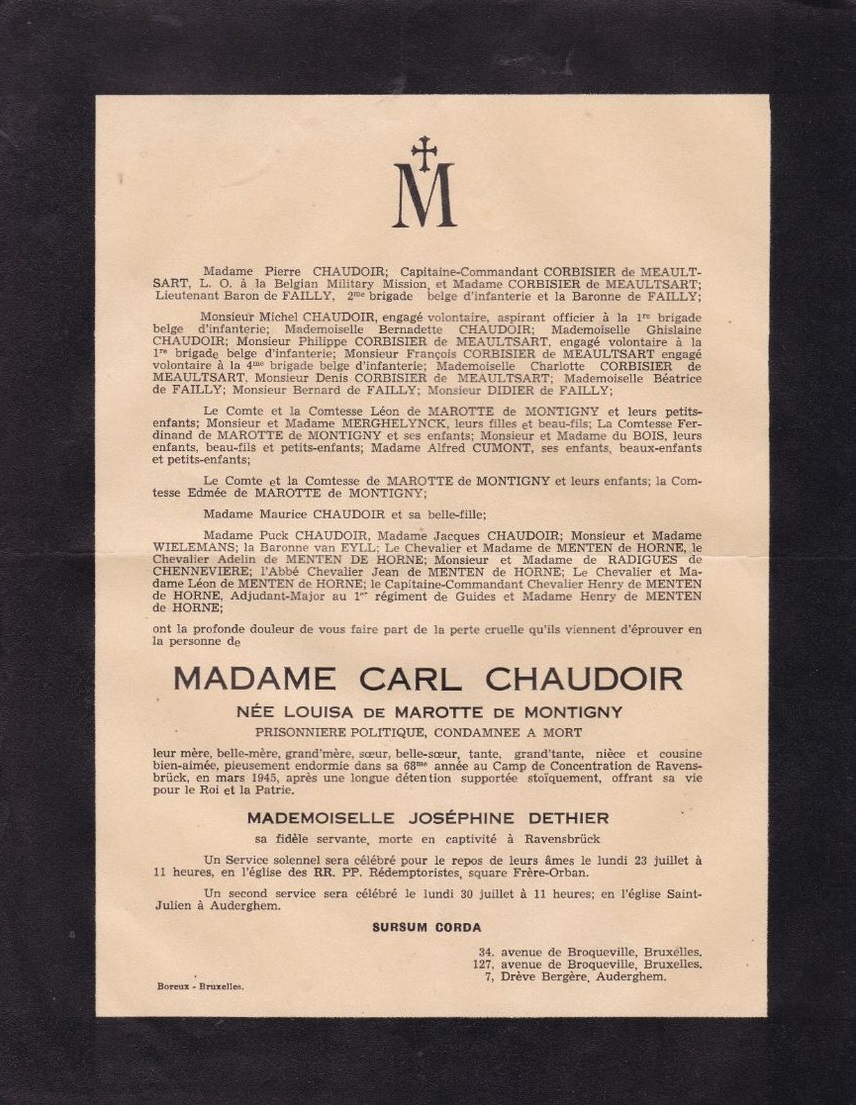 M
Madame Pierre CHAUDOIR; Capitaine-Commandant CORBISIER de MEAULT-
SART, L. O. à la Belgian Military Mission, et Madame CORBISIER de MEAULTSART;
Lieutenant Baron de FAILLY, 2me brigade belge d'infanterie et la Baronne de FAILLY;
Monsieur Michel CHAUDOIR, engagé volontaire, aspirant officier à la 1re brigade
belge d'infanterie; Mademoiselle Bernadette CHAUDOIR; Mademoiselle Ghislaine
CHAUDOIR; Monsieur Philippe CORBISIER de MEAULTSART, engagé volontaire à la
1re brigade belge d'infanterie; Monsieur François CORBISIER de MEAULTSART engagé
volontaire à la 4me brigade belge d'infanterie; Mademoiselle Charlotte CORBISIER de
MEAULTSART, Monsieur Denis CORBISIER de MEAULTSART; Mademoiselle Béatrice
de FAILLY; Monsieur Bernard de FAILLY; Monsieur DIDIER de FAILLY;
Le Comte et la Comtesse Léon de MAROTTE de MONTIGNY et leurs petits-
enfants; Monsieur et Madame MERGHELYNCK, leurs filles et beau-fils; La Comtesse Fer-
dinand de MAROTTE de MONTIGNY et ses enfants; Monsieur et Madame du BOIS, leurs
enfants, beau-fils et petits-enfants; Madame Alfred CUMONT, ses enfants, beaux-enfants
et petits-enfants;
Le Comte et la Comtesse de MAROTTE de MONTIGNY et leurs enfants; la Com-
tesse Edmée de MAROTTE de MONTIGNY;
Madame Maurice CHAUDOIR et sa belle-fille;
Madame Puck CHAUDOIR, Madame Jacques CHAUDOIR; Monsieur et Madame
WIELEMANS; la Baronne van EYLL; Le Chevalier et Madame de MENTEN de HORNE, le
Chevalier Adelin de MENTEN DE HORNE; Monsieur et Madame de RADIGUES de
CHENNEVIERE; l'Abbé Chevalier Jean de MENTEN de HORNE; Le Chevalier et Ma-
dame Léon de MENTEN de HORNE; le Capitaine-Commandant Chevalier Henry de MENTEN
de HORNE, Adjudant-Major au 1er régiment de Guides et Madame Henry de MENTEN
de HORNE;
ont la profonde douleur de vous faire part de la perte cruelle qu'ils viennent d'éprouver en
la personne de
MADAME CARL CHAUDOIR
NÉE LOUISA DE MAROTTE DE MONTIGNY
PRISONNIERE POLITIQUE, CONDAMNEE A MORT
leur mère, belle-mère, grand'mère, sœur, belle-sœur, tante, grand'tante, nièce et cousine
bien-aimée, pieusement endormie dans sa 68me année au Camp de Concentration de Ravens-
brück, en mars 1945, après une longue détention supportée stoïquement, offrant sa vie
pour le Roi et la Patrie.
MADEMOISELLE JOSÉPHINE DETHIER
sa fidèle servante, morte en captivité à Ravensbrück
Un Service solennel sera célébré pour le repos de leurs âmes le lundi 23 juillet à
11 heures, en l'église des RR. PP. Rédemptoristes, square Frère-Orban.
Un second service sera célébré le lundi 30 juillet à 11 heures; en l'église Saint-
Julien à Auderghem.
SURSUM CORDA
34. avenue de Broqueville, Bruxelles.
127, avenue de Broqueville, Bruxelles.
7, Drève Bergère, Auderghem.
Boreux - Bruxelles.